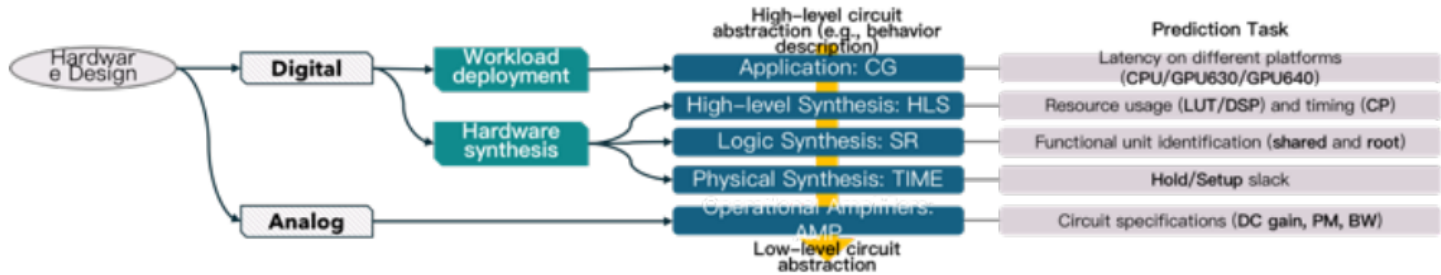 High-level circuit
abstraction (e.g., behavior
description)
Prediction Task
Hardwar
e Design
Digital
Workload
deployment
Application: CG
Latency on different platforms
(CPU/GPU630/GPU640)
High-level Synthesis: HLS
Resource usage (LUT/DSP) and timing (CP)
Hardware
synthesis
Logic Synthesis: SR
Functional unit identification (shared and root)
Physical Synthesis: TIME
Hold/Setup slack
Analog
Operational Amplifiers:
AMP
Circuit specifications (DC gain, PM, BW)
Low-level circuit
abstraction